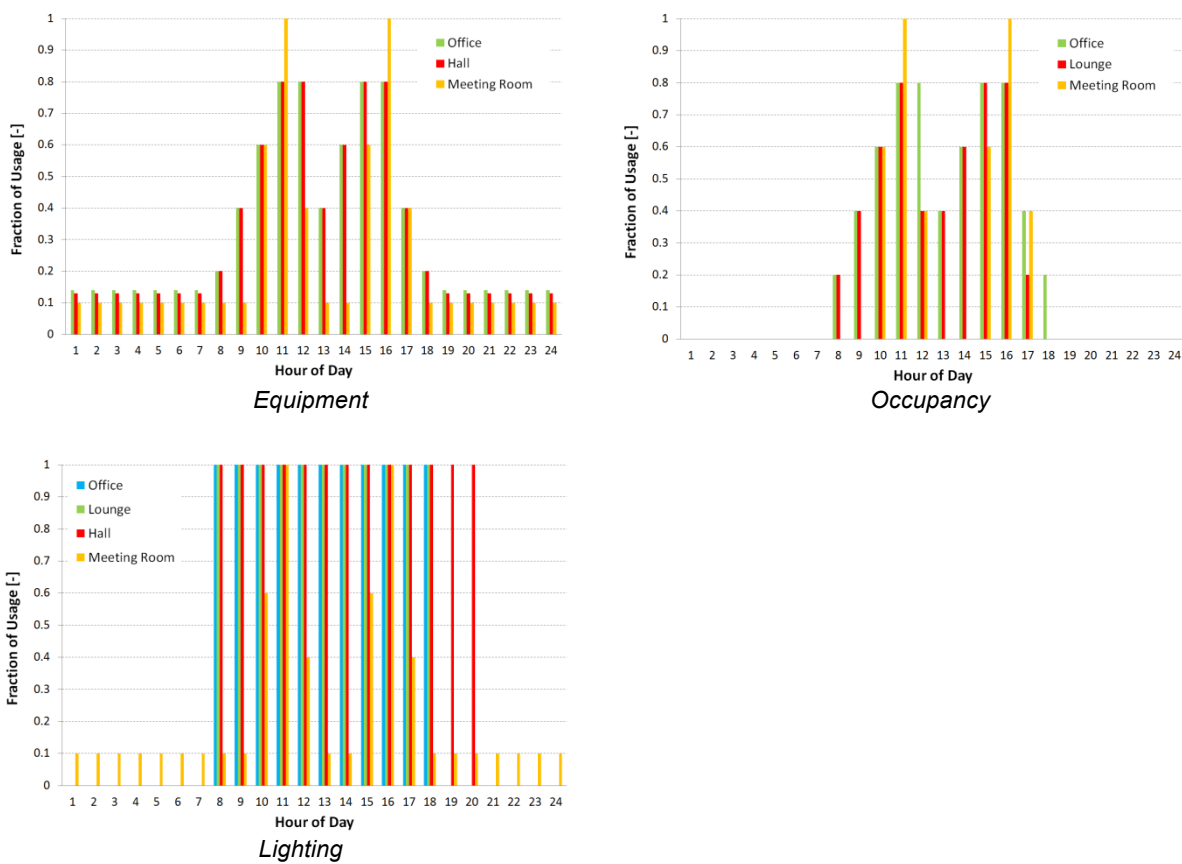 Fraction of Usage [-]
1
0.9
0.8
0.7
0.6
0.5
0.4
0.3
0.2
0.1
0
Office
Hall
Meeting Room
1 2 3 4 5 6 7 8 9 10 11 12 13 14 15 16 17 18 19 20 21 22 23 24
Hour of Day
Equipment
Fraction of Usage [-]
1
0.9
0.8
0.7
0.6
0.5
0.4
0.3
0.2
0.1
0
Office
Lounge
Meeting Room
1 2 3 4 5 6 7 8 9 10 11 12 13 14 15 16 17 18 19 20 21 22 23 24
Hour of Day
Occupancy
Fraction of Usage [-]
1
0.9
0.8
0.7
0.6
0.5
0.4
0.3
0.2
0.1
0
Office
Lounge
Hall
Meeting Room
1 2 3 4 5 6 7 8 9 10 11 12 13 14 15 16 17 18 19 20 21 22 23 24
Hour of Day
Lighting